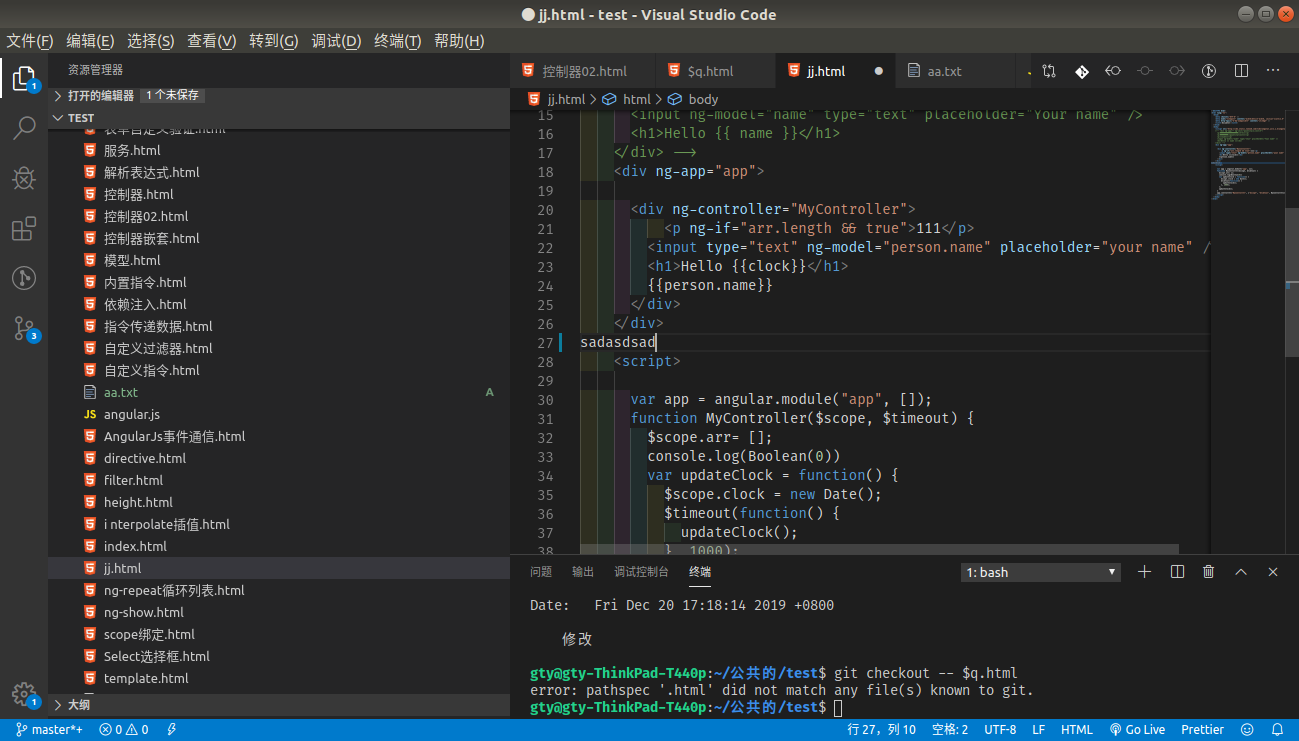 jj.html - test - Visual Studio Code
文件(F) 编辑(E) 选择(S) 查看(V) 转到(G) 调试(D) 终端(T) 帮助(H)
资源管理器
打开的编辑器 1 个未保存
TEST
表单自定义验证.html
服务.html
解析表达式.html
控制器.html
控制器02.html
控制器嵌套.html
模型.html
内置指令.html
依赖注入.html
指令传递数据.html
自定义过滤器.html
自定义指令.html
aa.txt A
JS angular.js
AngularJs事件通信.html
directive.html
filter.html
height.html
i nterpolate插值.html
index.html
jj.html
ng-repeat循环列表.html
ng-show.html
scope绑定.html
Select选择框.html
template.html
大纲
1
3
1
控制器02.html $q.html jj.html aa.txt
jj.html > html > body
15 <input ng-model="name" type="text" placeholder="Your name" />
16 <h1>Hello {{ name }}</h1>
17 </div> -->
18 <div ng-app="app">
19
20 <div ng-controller="MyController">
21 <p ng-if="arr.length && true">111</p>
22 <input type="text" ng-model="person.name" placeholder="your name" /
23 <h1>Hello {{clock}}</h1>
24 {{person.name}}
25 </div>
26 </div>
27 sadasdsad
28 <script>
29
30 var app = angular.module("app", []);
31 function MyController($scope, $timeout) {
32 $scope.arr= [];
33 console.log(Boolean(0))
34 var updateClock = function() {
35 $scope.clock = new Date();
36 $timeout(function() {
37 updateClock();
38 }, 1000);
问题 输出 调试控制台 终端 1: bash
Date: Fri Dec 20 17:18:14 2019 +0800
修改
gty@gty-ThinkPad-T440p:~/公共的/test$ git checkout -- $q.html
error: pathspec '.html' did not match any file(s) known to git.
gty@gty-ThinkPad-T440p:~/公共的/test$
master*+ 0 0 行 27，列 10 空格: 2 UTF-8 LF HTML Go Live Prettier